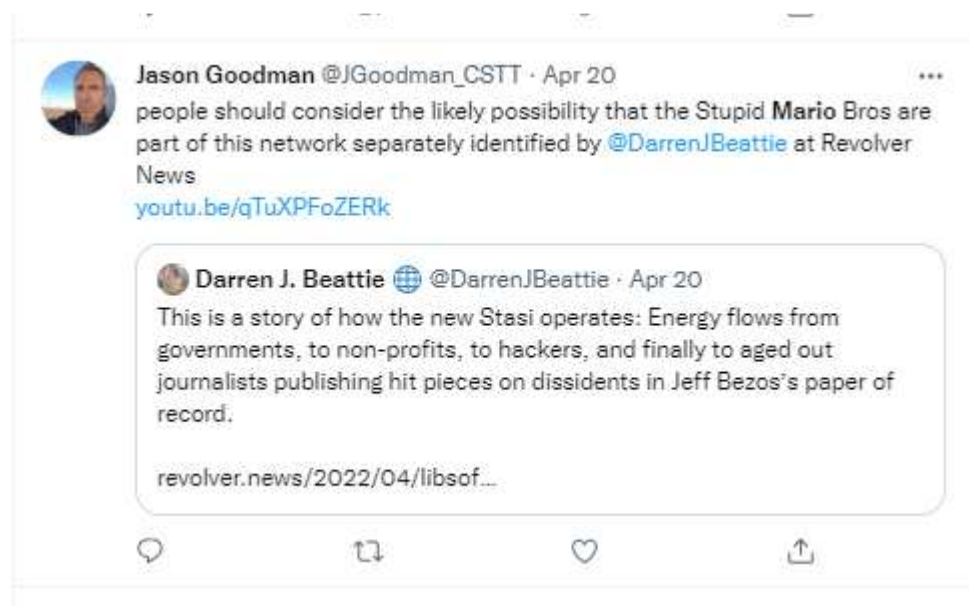 Jason Goodman @JGoodman_CSTT · Apr 20
people should consider the likely possibility that the Stupid Mario Bros are
part of this network separately identified by @DarrenJBeattie at Revolver
News
youtu.be/qTuXPFoZERk
Darren J. Beattie @DarrenJBeattie · Apr 20
This is a story of how the new Stasi operates: Energy flows from
governments, to non-profits, to hackers, and finally to aged out
journalists publishing hit pieces on dissidents in Jeff Bezos's paper of
record.
revolver.news/2022/04/libsof...